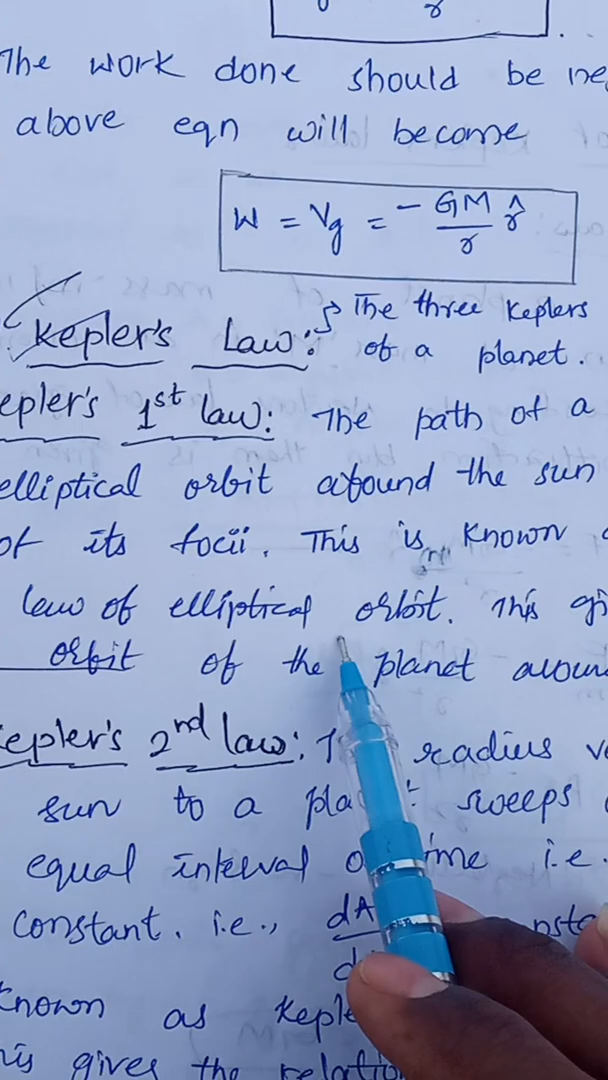 r
The work done should be ne
above eqn will become
W = Vg = - GM/r r̂
Kepler's Law: The three Keplers
of a planet.
epler's 1st law: The path of a
elliptical orbit around the sun
of its focii. This is known
law of elliptical orbit. This gi
orbit of the planet aroun
epler's 2nd law: T radius ve
sun to a pla t sweeps
equal interval o ime i.e.
constant. i.e., dA nsta
d
known as Keple
his gives the relatio